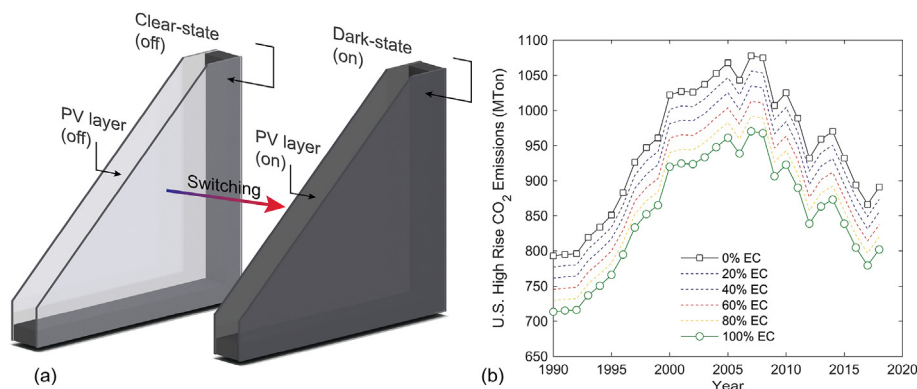 Clear-state
(off)
PV layer
(off)
Dark-state
(on)
PV layer
(on)
Switching
(a)
U.S. High Rise CO2 Emissions (MTon)
1100
1050
1000
950
900
850
800
750
700
650
0% EC
20% EC
40% EC
60% EC
80% EC
100% EC
1990
1995
2000
2005
2010
2015
2020
Year
(b)